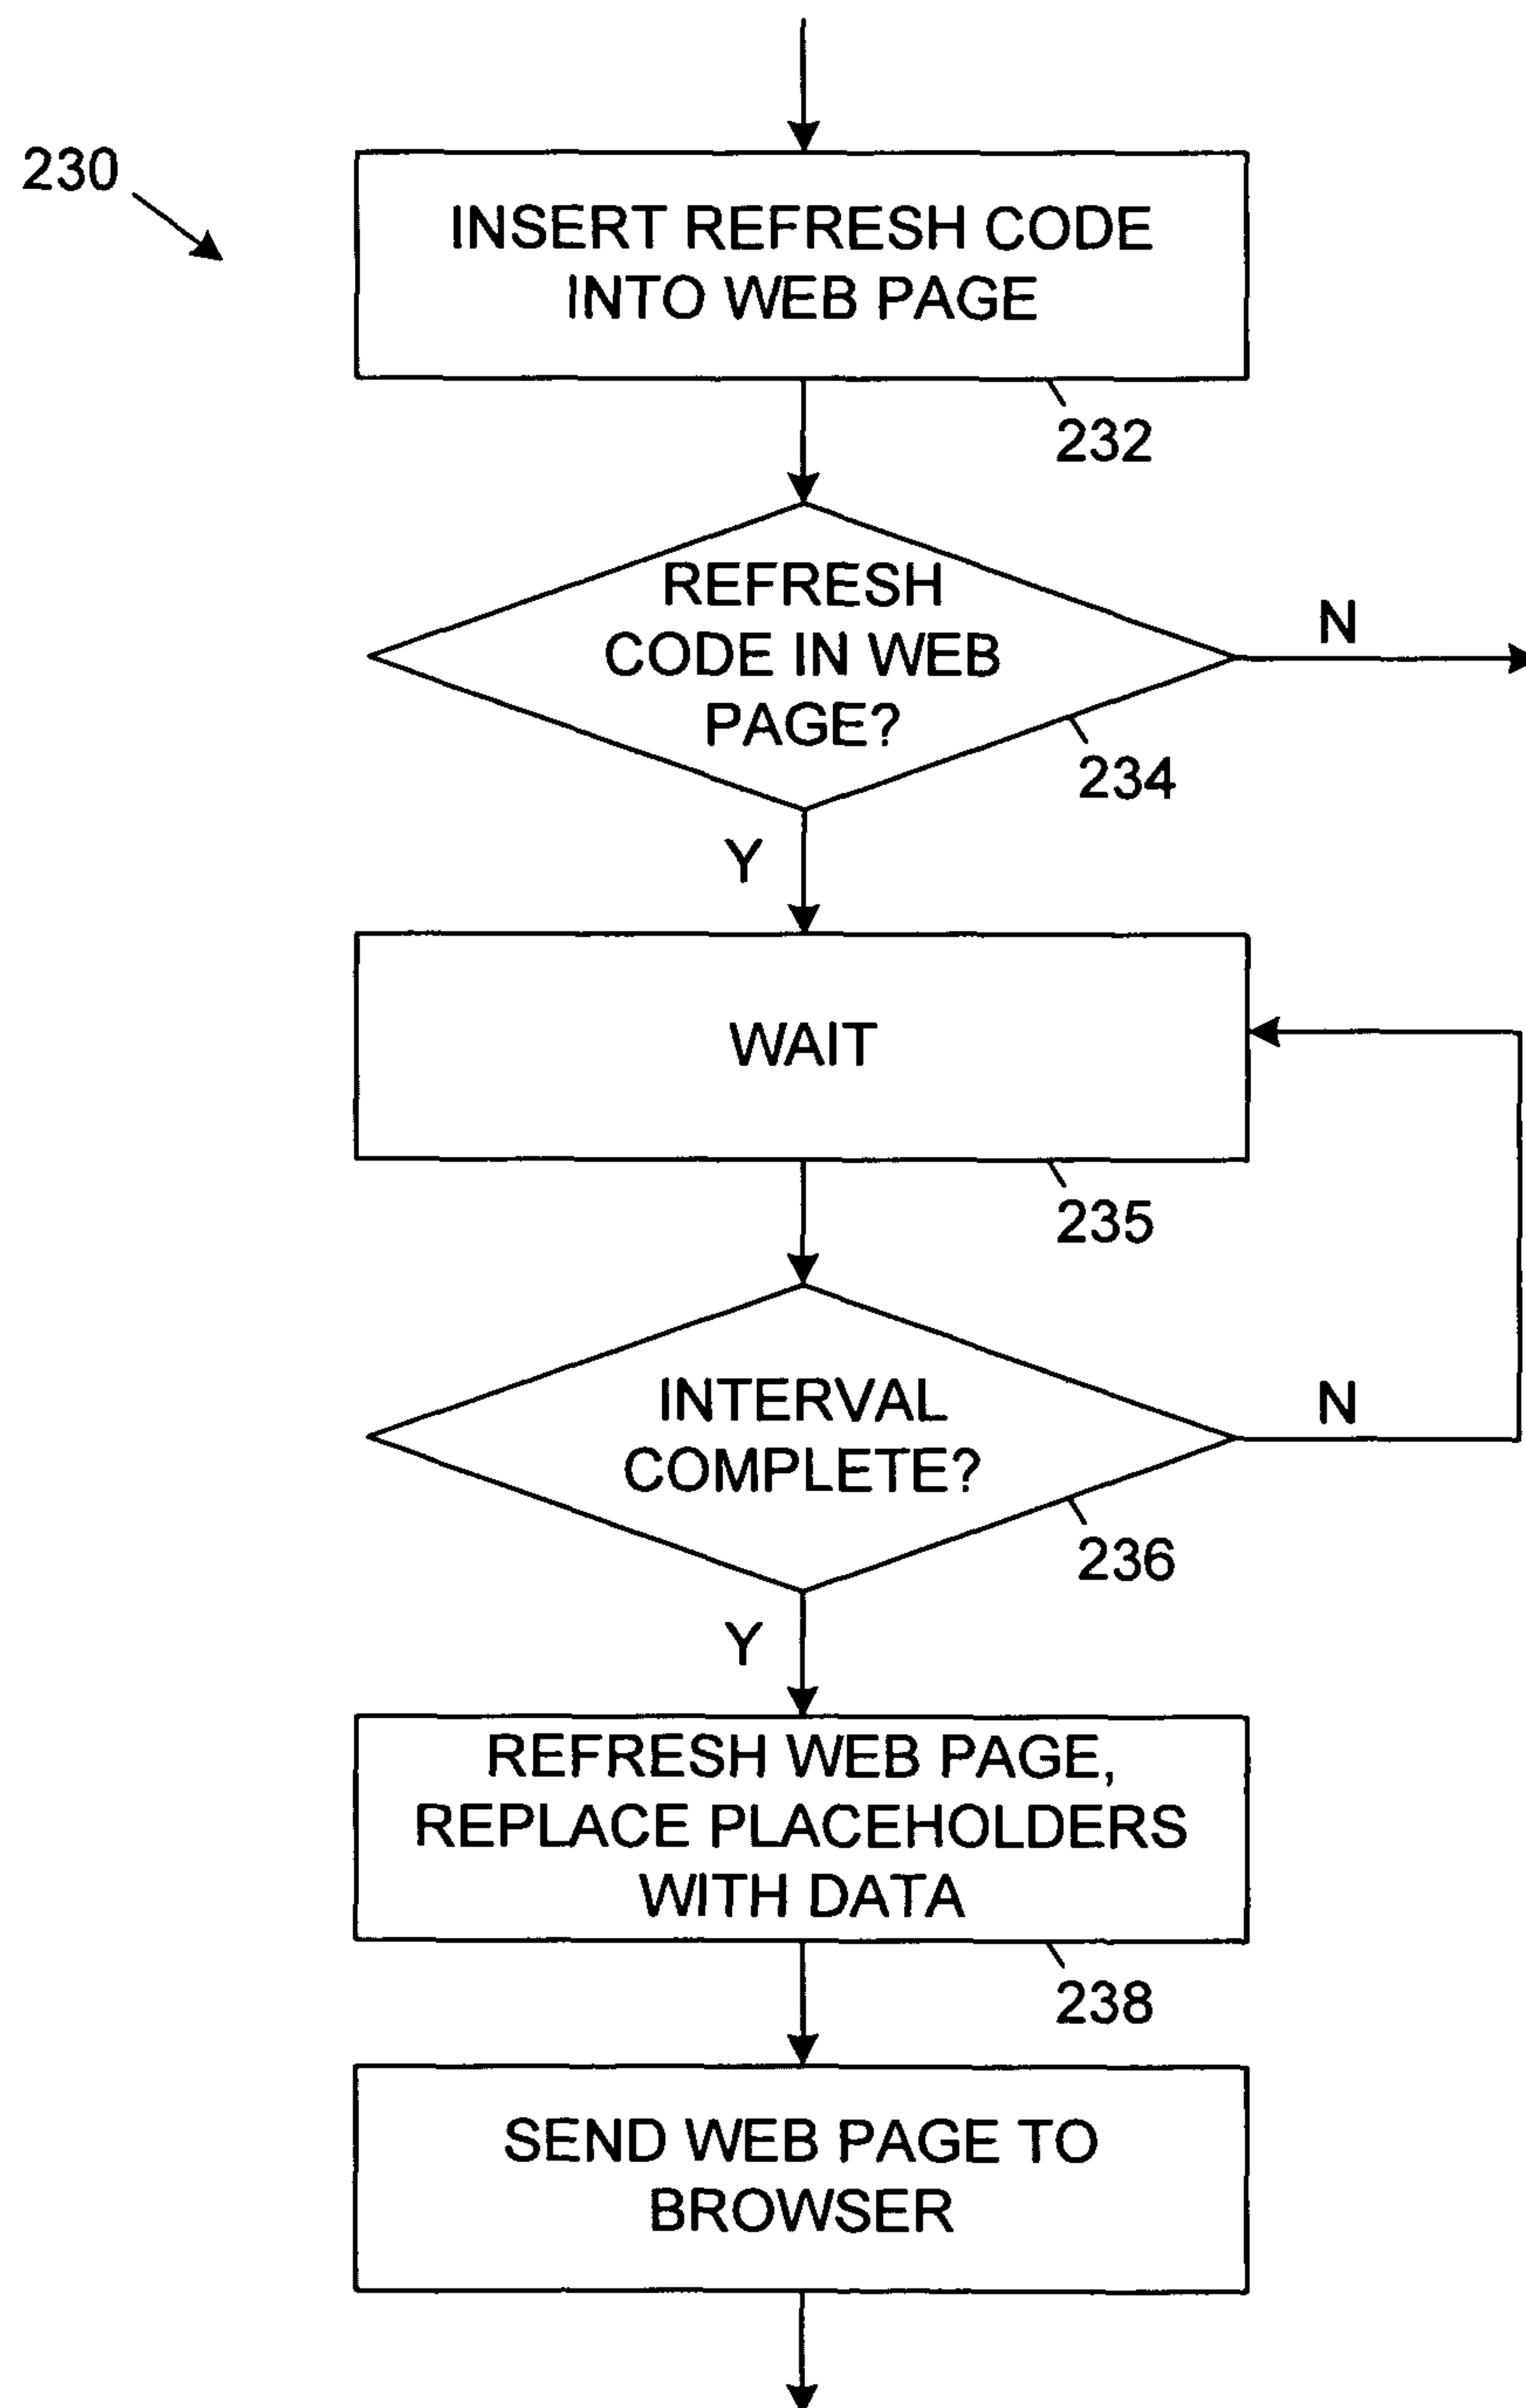 230
INSERT REFRESH CODE
INTO WEB PAGE
232
REFRESH
CODE IN WEB
PAGE?
N
234
Y
WAIT
235
INTERVAL
COMPLETE?
N
236
Y
REFRESH WEB PAGE,
REPLACE PLACEHOLDERS
WITH DATA
238
SEND WEB PAGE TO
BROWSER